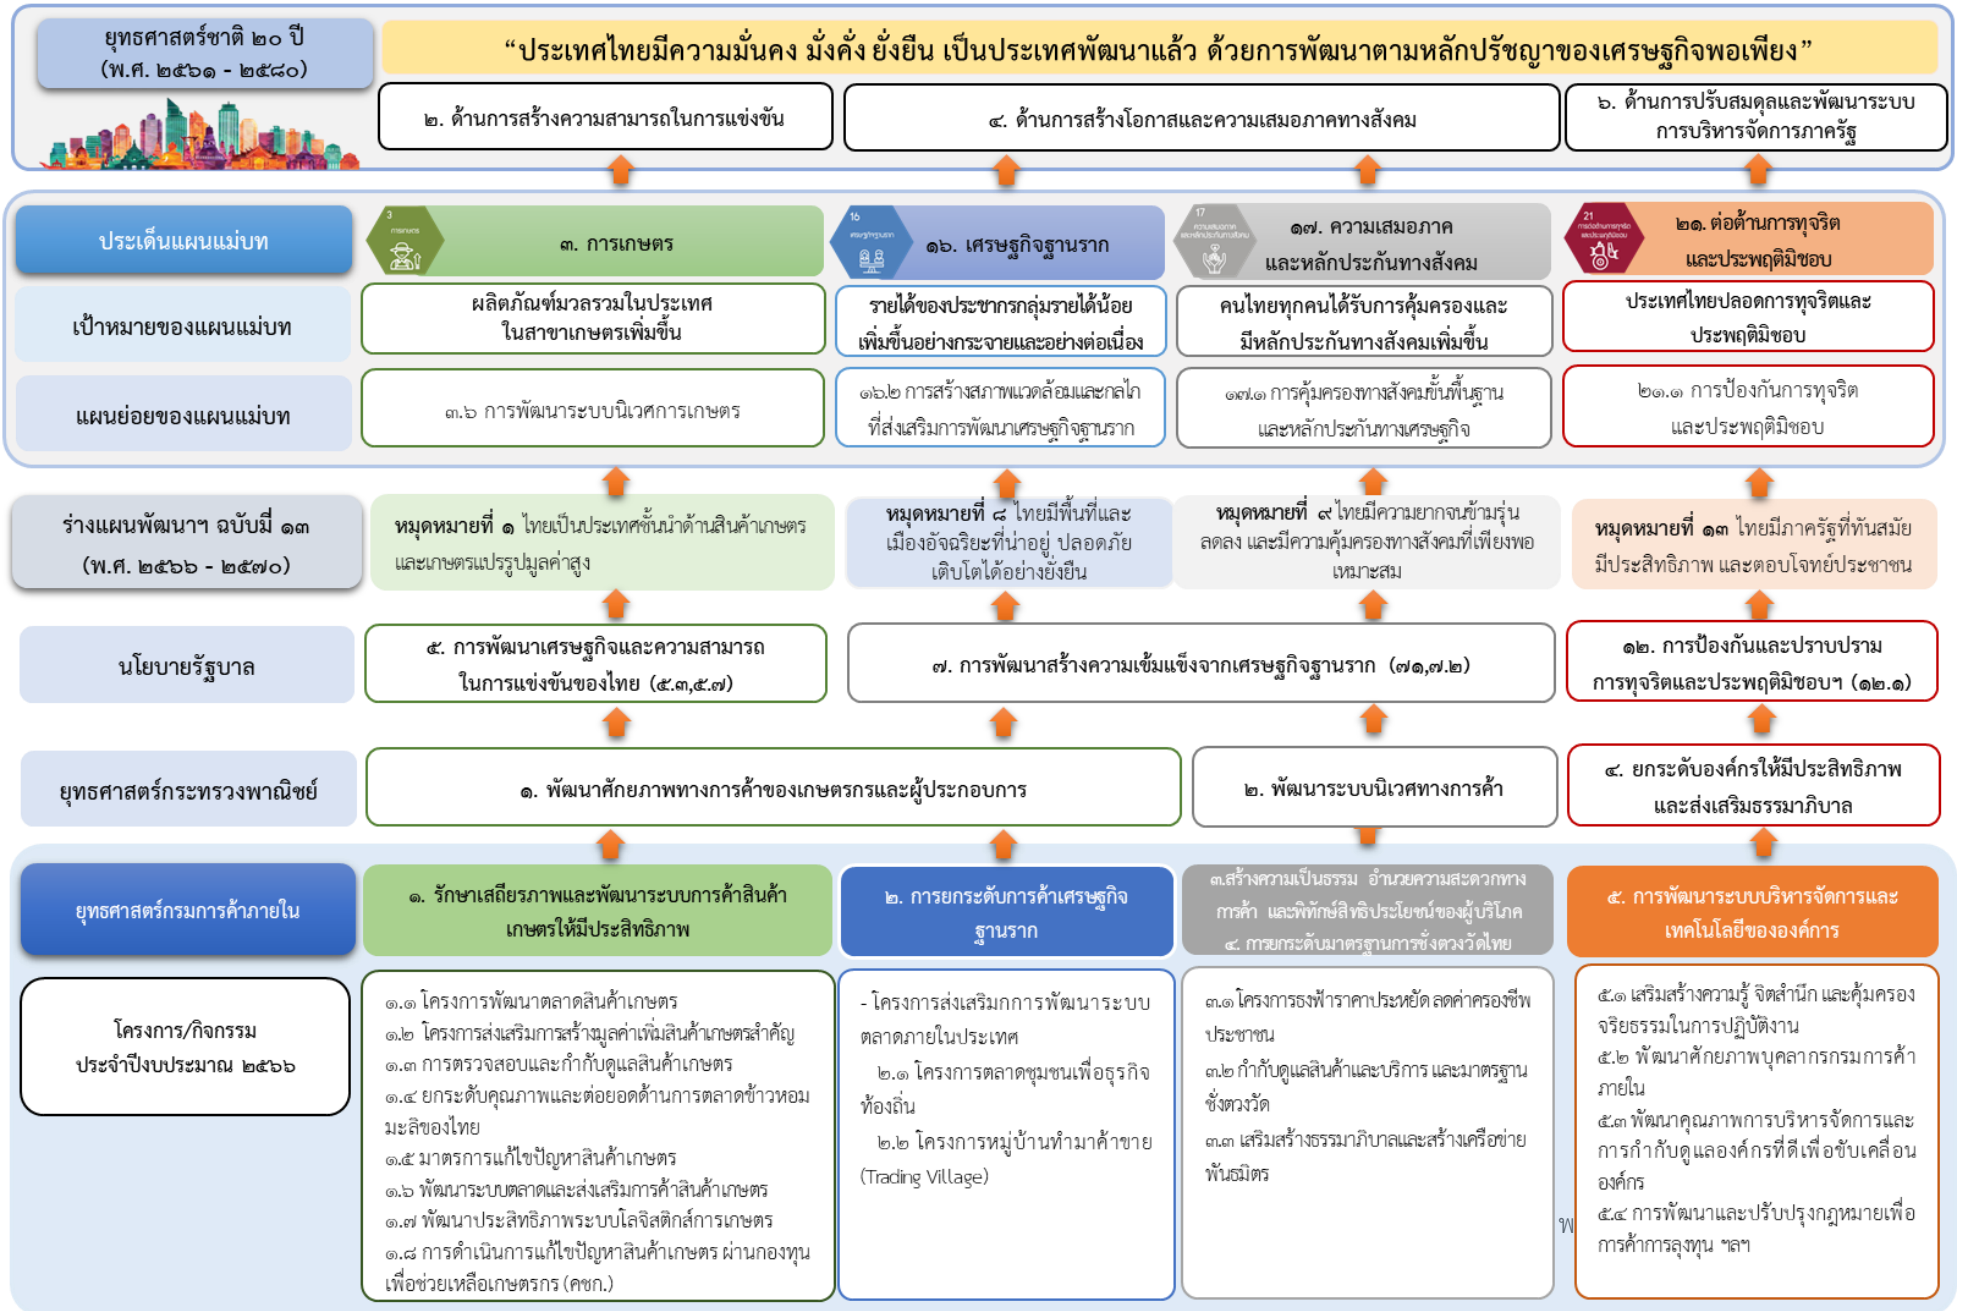 ยุทธศาสตร์ชาติ ๒๐ ปี
(พ.ศ. ๒๕๖๑ - ๒๕๘๐)
“ประเทศไทยมีความมั่นคง มั่งคั่ง ยั่งยืน เป็นประเทศพัฒนาแล้ว ด้วยการพัฒนาตามหลักปรัชญาของเศรษฐกิจพอเพียง”
๒. ด้านการสร้างความสามารถในการแข่งขัน
๔. ด้านการสร้างโอกาสและความเสมอภาคทางสังคม
๖. ด้านการปรับสมดุลและพัฒนาระบบ
การบริหารจัดการภาครัฐ
ประเด็นแผนแม่บท
3
การเกษตร
๓. การเกษตร
16
เศรษฐกิจฐานราก
๑๖. เศรษฐกิจฐานราก
17
ความเสมอภาค
และหลักประกันทางสังคม
๑๗. ความเสมอภาค
และหลักประกันทางสังคม
21
การต่อต้านการทุจริต
และประพฤติมิชอบ
๒๑. ต่อต้านการทุจริต
และประพฤติมิชอบ
เป้าหมายของแผนแม่บท
ผลิตภัณฑ์มวลรวมในประเทศ
ในสาขาเกษตรเพิ่มขึ้น
รายได้ของประชากรกลุ่มรายได้น้อย
เพิ่มขึ้นอย่างกระจายและอย่างต่อเนื่อง
คนไทยทุกคนได้รับการคุ้มครองและ
มีหลักประกันทางสังคมเพิ่มขึ้น
ประเทศไทยปลอดการทุจริตและ
ประพฤติมิชอบ
แผนย่อยของแผนแม่บท
๓.๖ การพัฒนาระบบนิเวศการเกษตร
๑๖.๒ การสร้างสภาพแวดล้อมและกลไก
ที่ส่งเสริมการพัฒนาเศรษฐกิจฐานราก
๑๗.๑ การคุ้มครองทางสังคมขั้นพื้นฐาน
และหลักประกันทางเศรษฐกิจ
๒๑.๑ การป้องกันการทุจริต
และประพฤติมิชอบ
ร่างแผนพัฒนาฯ ฉบับมี่ ๑๓
(พ.ศ. ๒๕๖๖ - ๒๕๗๐)
หมุดหมายที่ ๑ ไทยเป็นประเทศชั้นนำด้านสินค้าเกษตร
และเกษตรแปรรูปมูลค่าสูง
หมุดหมายที่ ๘ ไทยมีพื้นที่และ
เมืองอัจฉริยะที่น่าอยู่ ปลอดภัย
เติบโตได้อย่างยั่งยืน
หมุดหมายที่ ๙ ไทยมีความยากจนข้ามรุ่น
ลดลง และมีความคุ้มครองทางสังคมที่เพียงพอ
เหมาะสม
หมุดหมายที่ ๑๓ ไทยมีภาครัฐที่ทันสมัย
มีประสิทธิภาพ และตอบโจทย์ประชาชน
นโยบายรัฐบาล
๕. การพัฒนาเศรษฐกิจและความสามารถ
ในการแข่งขันของไทย (๕.๓,๕.๗)
๗. การพัฒนาสร้างความเข้มแข็งจากเศรษฐกิจฐานราก (๗๑,๗.๒)
๑๒. การป้องกันและปราบปราม
การทุจริตและประพฤติมิชอบฯ (๑๒.๑)
ยุทธศาสตร์กระทรวงพาณิชย์
๑. พัฒนาศักยภาพทางการค้าของเกษตรกรและผู้ประกอบการ
๒. พัฒนาระบบนิเวศทางการค้า
๔. ยกระดับองค์กรให้มีประสิทธิภาพ
และส่งเสริมธรรมาภิบาล
ยุทธศาสตร์กรมการค้าภายใน
๑. รักษาเสถียรภาพและพัฒนาระบบการค้าสินค้า
เกษตรให้มีประสิทธิภาพ
๒. การยกระดับการค้าเศรษฐกิจ
ฐานราก
๓.สร้างความเป็นธรรม อำนวยความสะดวกทาง
การค้า และพิทักษ์สิทธิประโยชน์ของผู้บริโภค
๔. การยกระดับมาตรฐานการชั่งตวงวัดไทย
๕. การพัฒนาระบบบริหารจัดการและ
เทคโนโลยีขององค์การ
โครงการ/กิจกรรม
ประจำปีงบประมาณ ๒๕๖๖
๑.๑ โครงการพัฒนาตลาดสินค้าเกษตร
๑.๒ โครงการส่งเสริมการสร้างมูลค่าเพิ่มสินค้าเกษตรสำคัญ
๑.๓ การตรวจสอบและกำกับดูแลสินค้าเกษตร
๑.๔ ยกระดับคุณภาพและต่อยอดด้านการตลาดข้าวหอม
มะลิของไทย
๑.๕ มาตรการแก้ไขปัญหาสินค้าเกษตร
๑.๖ พัฒนาระบบตลาดและส่งเสริมการค้าสินค้าเกษตร
๑.๗ พัฒนาประสิทธิภาพระบบโลจิสติกส์การเกษตร
๑.๘ การดำเนินการแก้ไขปัญหาสินค้าเกษตร ผ่านกองทุน
เพื่อช่วยเหลือเกษตรกร (คชก.)
- โครงการส่งเสริมกการพัฒนาระบบ
ตลาดภายในประเทศ
๒.๑ โครงการตลาดชุมชนเพื่อธุรกิจ
ท้องถิ่น
๒.๒ โครงการหมู่บ้านทำมาค้าขาย
(Trading Village)
๓.๑ โครงการธงฟ้าราคาประหยัด ลดค่าครองชีพ
ประชาชน
๓.๒ กำกับดูแลสินค้าและบริการ และมาตรฐาน
ชั่งตวงวัด
๓.๓ เสริมสร้างธรรมาภิบาลและสร้างเครือข่าย
พันธมิตร
พ
๕.๑ เสริมสร้างความรู้ จิตสำนึก และคุ้มครอง
จริยธรรมในการปฏิบัติงาน
๕.๒ พัฒนาศักยภาพบุคลากรกรมการค้า
ภายใน
๕.๓ พัฒนาคุณภาพการบริหารจัดการและ
การกำกับดูแลองค์กรที่ดีเพื่อขับเคลื่อน
องค์กร
๕.๔ การพัฒนาและปรับปรุงกฎหมายเพื่อ
การค้าการลงทุน ฯลฯ